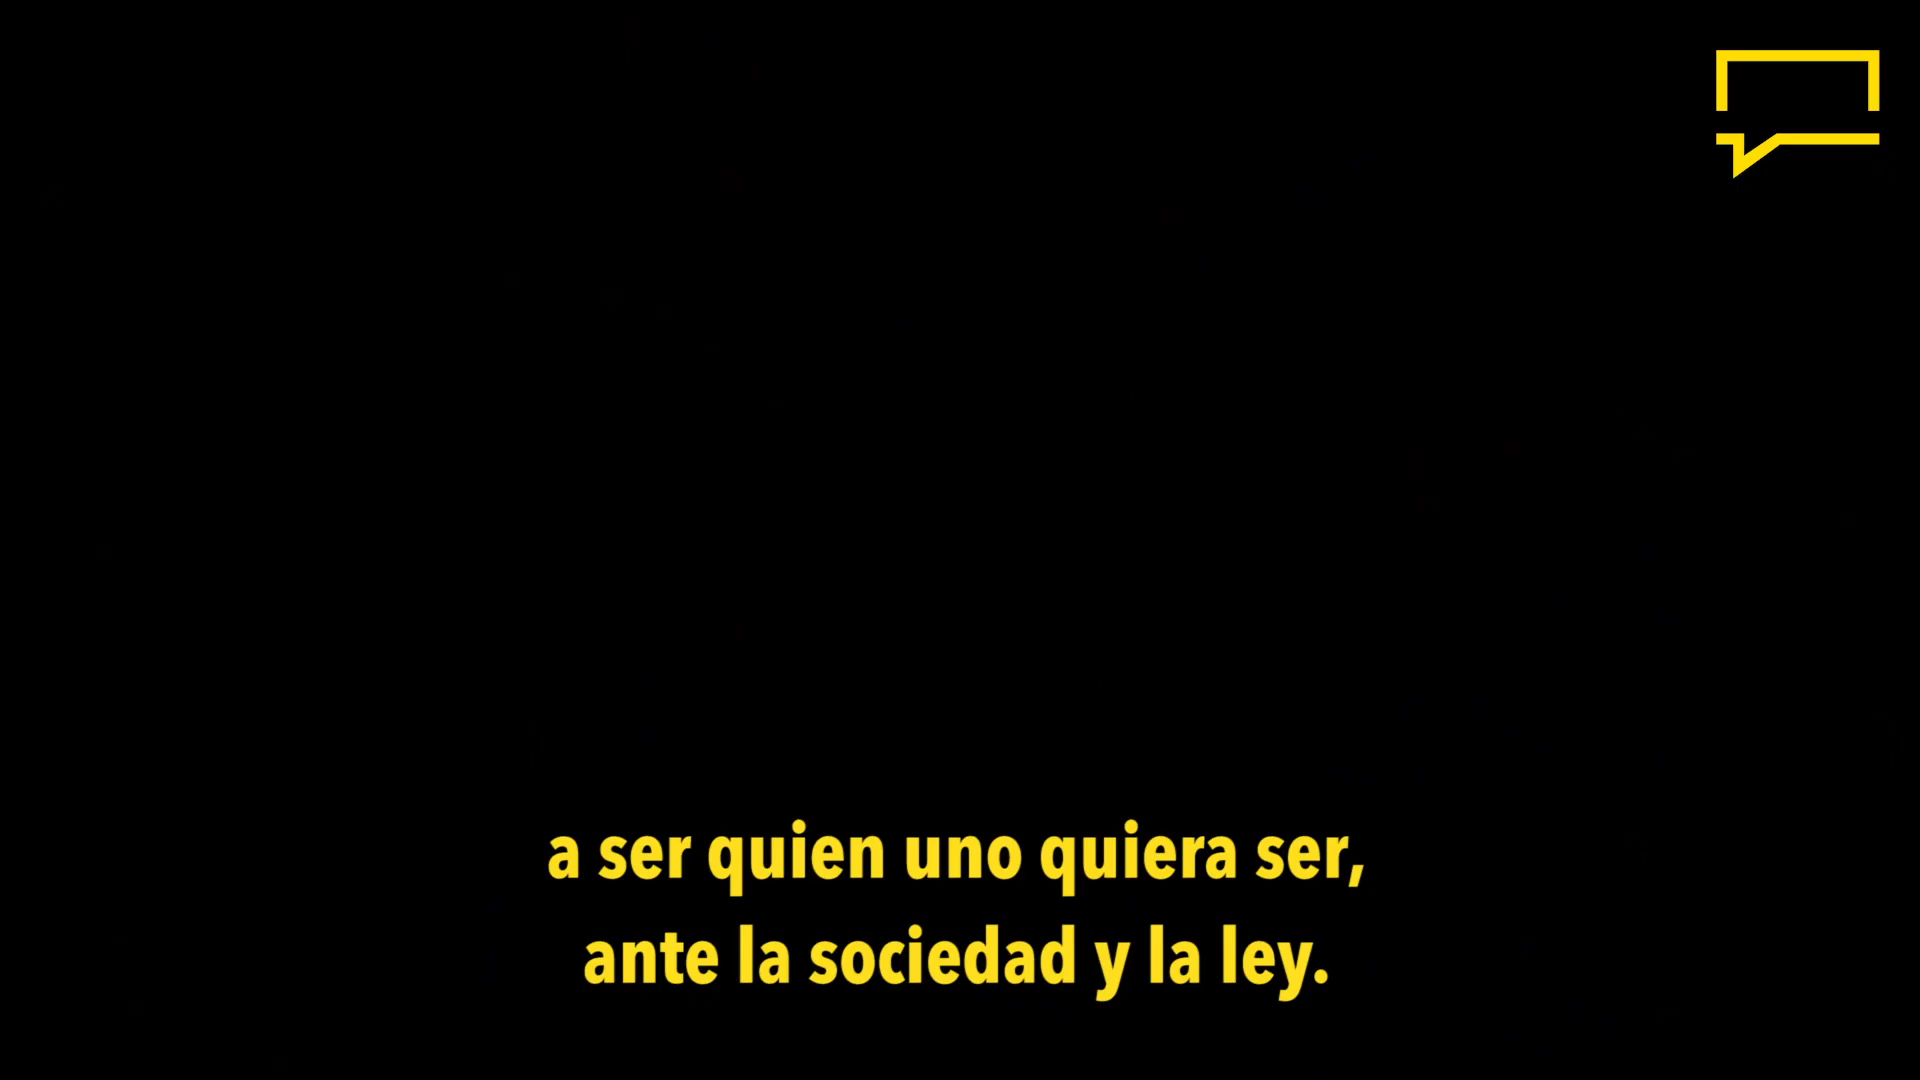 a ser quien uno quiera ser,
ante la sociedad y la ley.